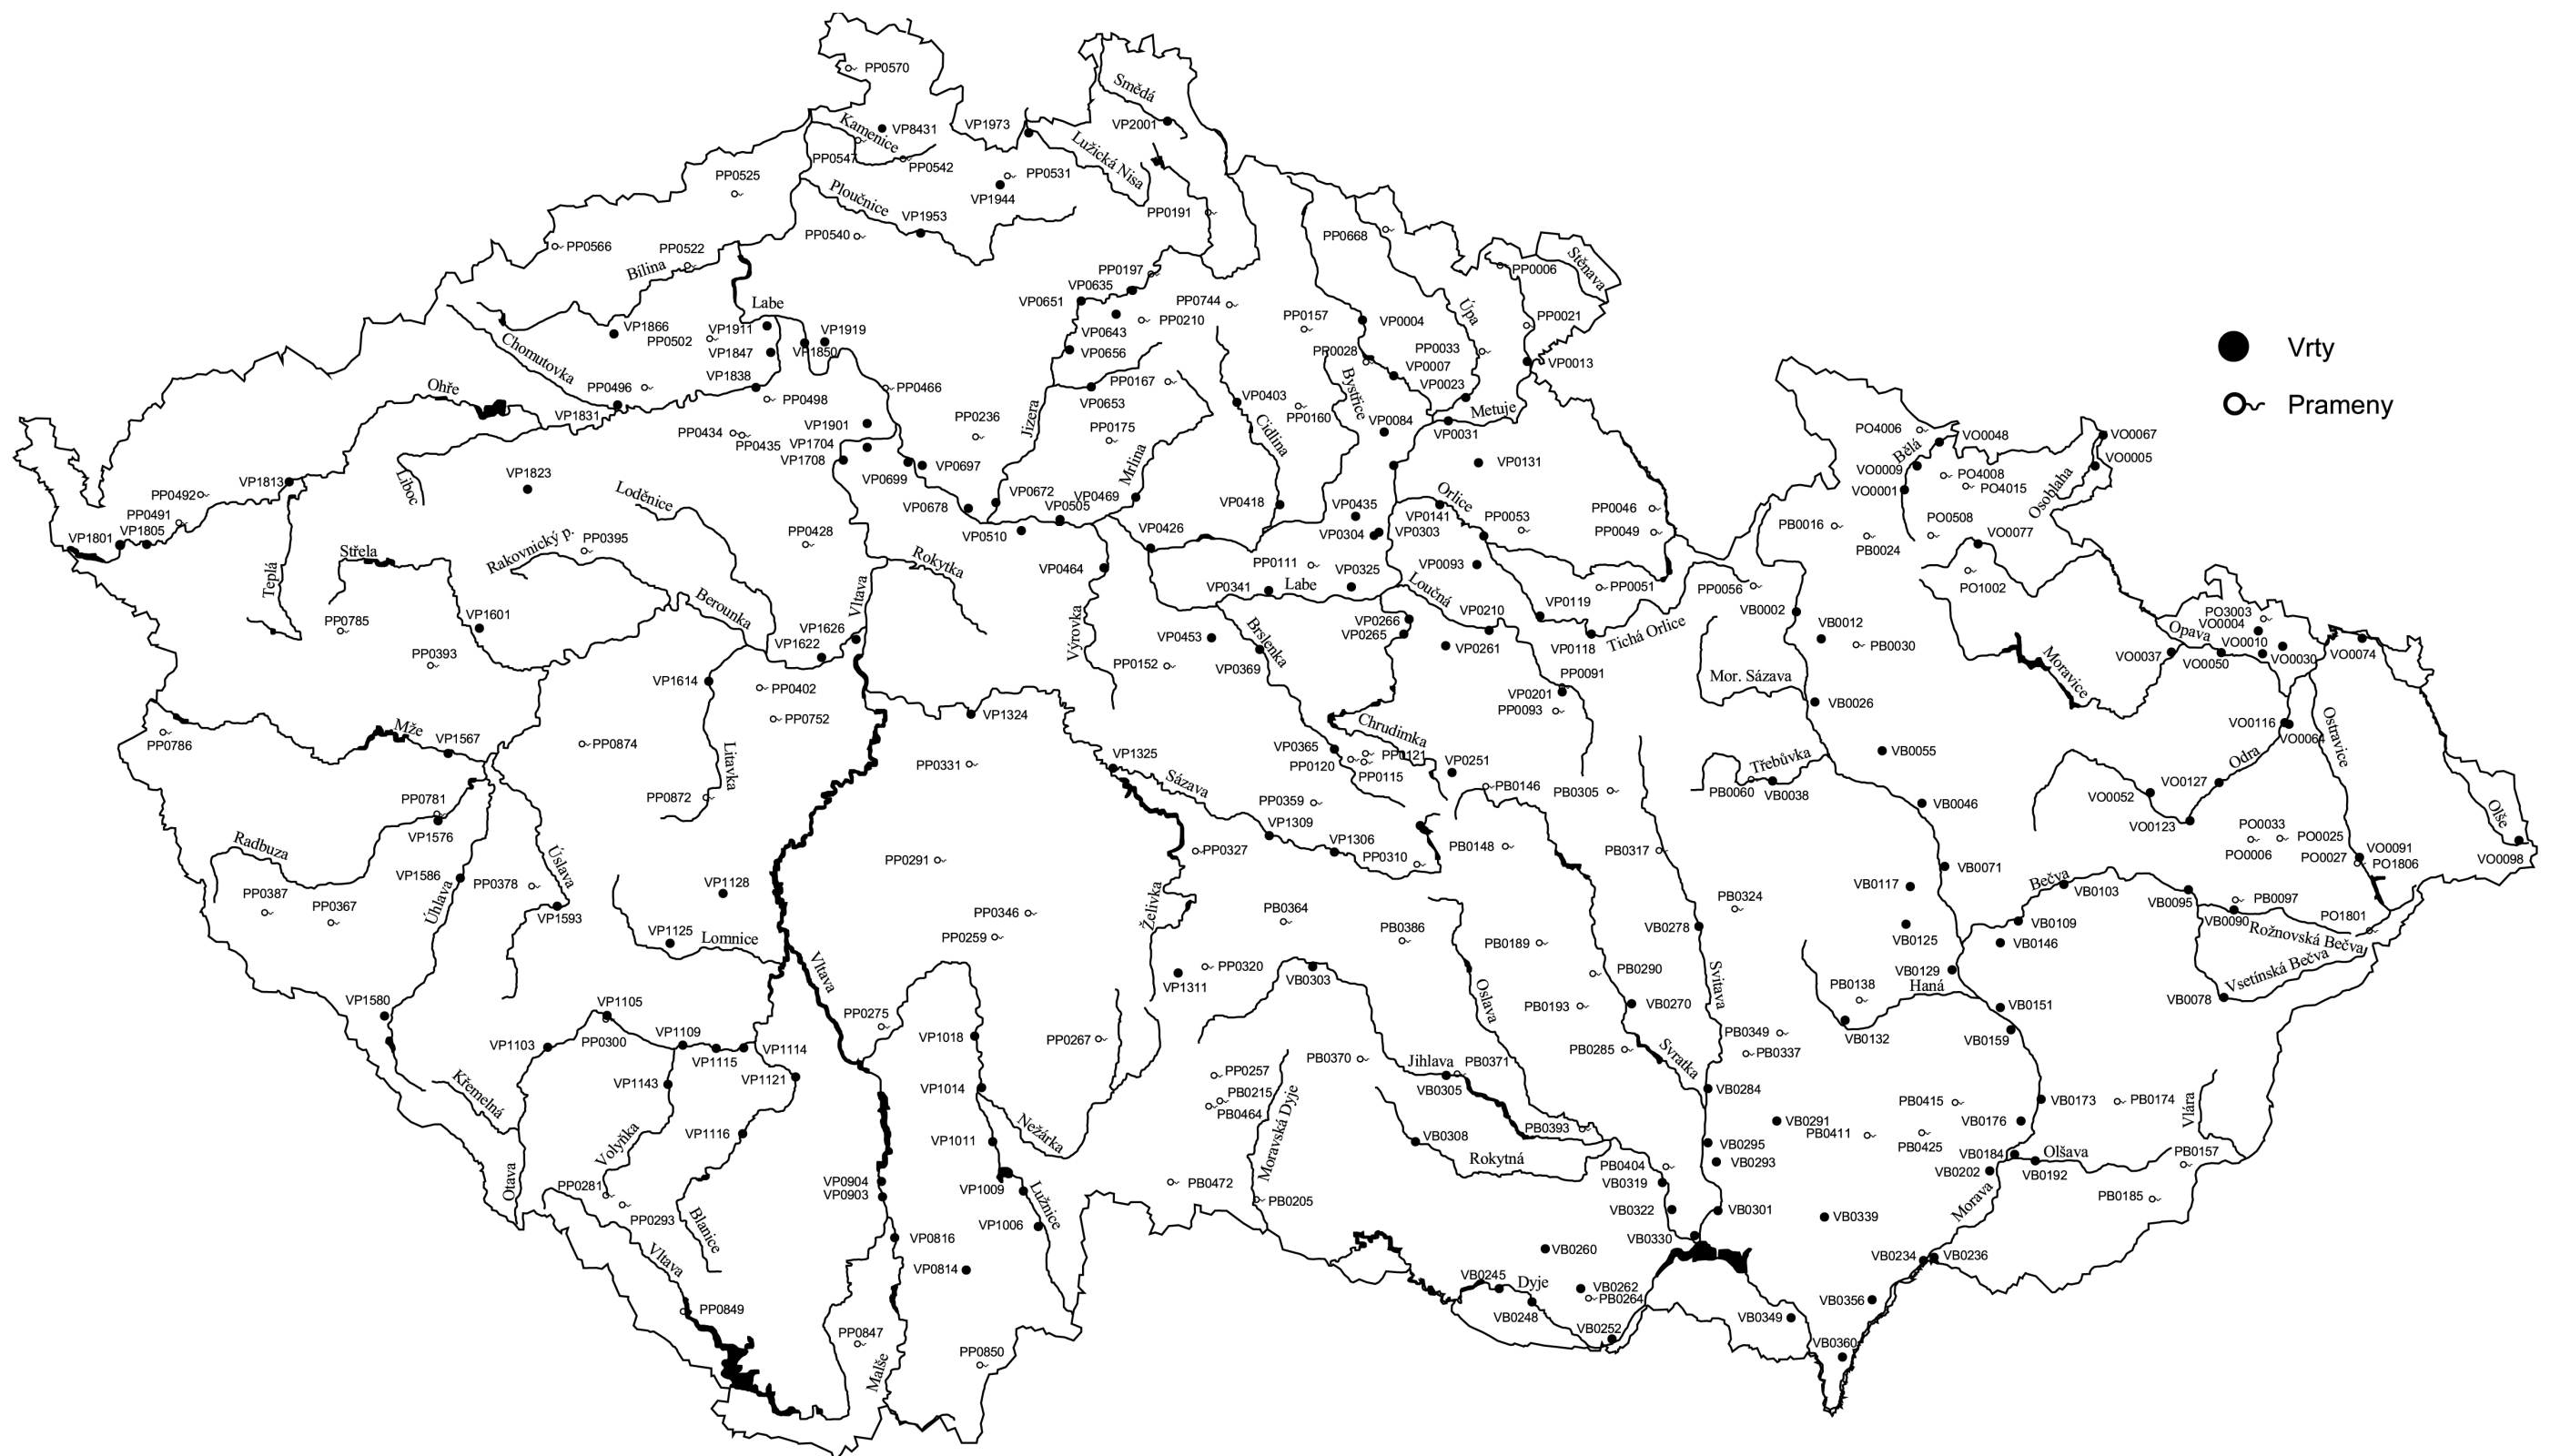 PP0570
Smědá
VP8431
VP1973
VP2001
Kamenice
Lužická Nisa
PP0547
PP0542
PP0525
PP0531
VP1944
Ploučnice
VP1953
PP0191
PP0540
PP0668
PP0566
PP0522
Bílina
PP0006
Stěnava
PP0197
VP0635
VP0651
PP0744
Labe
Úpa
VP1866
VP1911
VP1919
VP0643
PP0210
PP0157
VP0004
PP0021
PP0502
VP1847
VP1850
VP0656
PP0028
PP0033
VP0013
Vrty
Chomutovka
VP0007
Ohře
PP0496
VP1838
PP0466
PP0167
VP0023
VP0653
VP0403
Bystřice
Prameny
VP1831
PP0498
PP0236
Jizera
PP0160
VP0084
Metuje
PP0434
PP0435
VP1901
VP1704
VP1708
PP0175
Cidlina
VP0031
PO4006
VO0048
VO0067
Bělá
VP0697
VP0699
Mrlina
VP0131
VO0009
VO0005
VP1813
VP1823
Liboc
PO4008
PO4015
VO0001
Osoblaha
PP0492
Loděnice
VP0672
VP0469
VP0505
VP0418
VP0435
Orlice
VP0141
PP0046
PP0491
VP0678
PP0053
PB0016
PO0508
VP1801
VP1805
PP0428
VP0510
VP0426
VP0304
VP0303
PP0049
PB0024
VO0077
Střela
Rakovnický p.
PP0395
Rokytka
VP0464
PP0111
VP0093
Teplá
Vltava
VP0341
Labe
VP0325
Loučná
PP0051
PP0056
PO1002
Berounka
VB0002
PO3003
PP0785
VP1601
VP1626
Výrovka
VP0453
Brslenka
VP0266
VP0265
VP0210
VP0119
VB0012
VO0004
Opava
VO0010
PP0393
VP1622
PP0152
VP0369
VP0261
VP0118
Tichá Orlice
PB0030
VO0037
VO0050
VO0030
VO0074
VP1614
PP0402
PP0091
VP0201
Mor. Sázava
Moravice
PP0752
VP1324
PP0093
VB0026
PP0786
Mže
VP1567
PP0874
Litavka
Chrudimka
VO0116
VO0064
Ostravice
PP0331
VP1325
VP0365
PP0120
PP0121
PP0115
VP0251
Třebůvka
VB0055
Odra
PP0781
PP0872
Sázava
PP0359
PB0146
PB0305
PB0060
VB0038
VO0052
VO0127
VP1576
VP1309
VB0046
VO0123
Olše
Radbuza
VP1306
PB0148
PB0317
PO0033
PO0025
PO0006
PO0027
VO0091
PO1806
VO0098
Úslava
PP0291
PP0327
PP0310
VP1586
PP0378
VP1128
VB0071
PP0387
PP0367
Úhlava
VP1593
Želivka
PB0324
VB0117
Bečva
VB0103
VB0095
PB0097
PP0346
PB0364
VB0109
VB0090
PO1801
VP1125
Lomnice
PP0259
PB0386
PB0189
VB0278
VB0125
VB0146
Rožnovská Bečva
Vltava
PP0320
VP1311
VB0303
PB0290
Svitava
VB0129
Haná
Vsetínská Bečva
VP1580
VP1105
Oslava
PB0193
VB0270
PB0138
VB0078
PP0275
VB0151
VP1103
PP0300
VP1109
VP1115
VP1114
VP1018
PP0267
PB0349
PB0337
VB0132
VB0159
PB0370
PB0285
Svratka
Křemelná
VP1143
VP1121
PP0257
Jihlava
VB0305
PB0371
VP1014
PB0215
PB0464
VB0284
PB0415
VB0173
PB0174
Nežárka
Moravská Dyje
VB0291
VB0176
Vlára
Volyňka
VP1116
VP1011
VB0308
PB0393
VB0295
VB0293
PB0411
PB0425
VB0184
Olšava
PB0157
Otava
PP0281
VP0904
VP0903
VP1009
PB0472
PB0205
Rokytná
PB0404
VB0319
VB0202
VB0192
PB0185
PP0293
Blanice
Lužnice
VP1006
VB0322
VB0301
VB0339
Morava
VP0816
VB0330
Vltava
VP0814
VB0260
VB0234
VB0236
VB0245
Dyje
VB0262
PB0264
PP0849
VB0248
VB0356
PP0847
VB0252
VB0349
Malše
PP0850
VB0360